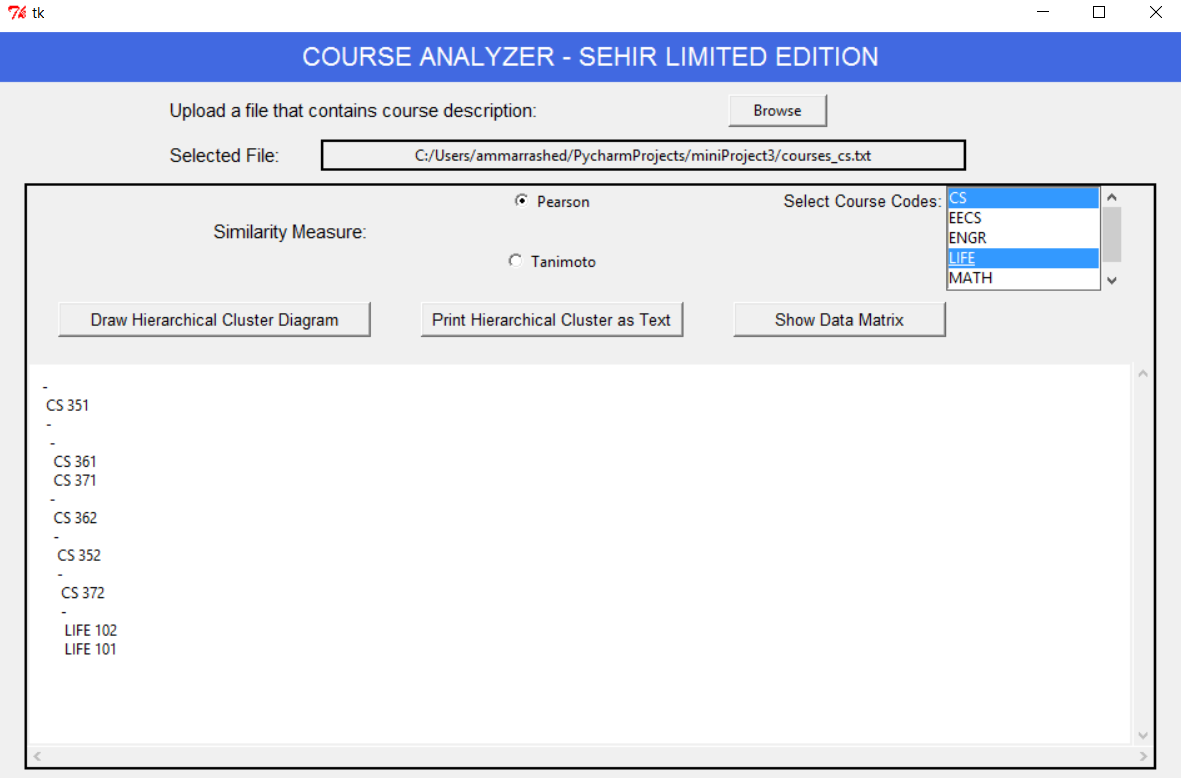 tk
COURSE ANALYZER - SEHIR LIMITED EDITION
Upload a file that contains course description:
Browse
Selected File:
C:/Users/ammarrashed/PycharmProjects/miniProject3/courses_cs.txt
Similarity Measure:
Pearson
Tanimoto
Select Course Codes:
CS
EECS
ENGR
LIFE
MATH
Draw Hierarchical Cluster Diagram
Print Hierarchical Cluster as Text
Show Data Matrix
-
CS 351
-
-
CS 361
CS 371
-
CS 362
-
CS 352
-
CS 372
-
LIFE 102
LIFE 101